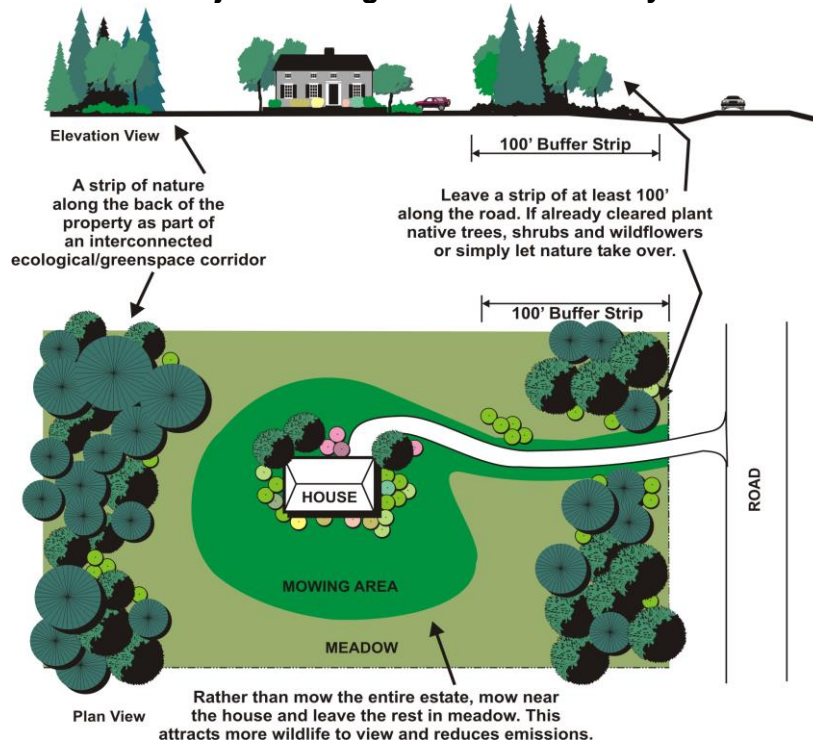 Elevation View
100' Buffer Strip
A strip of nature
along the back of the
property as part of
an interconnected
ecological/greenspace corridor
Leave a strip of at least 100'
along the road. If already cleared plant
native trees, shrubs and wildflowers
or simply let nature take over.
100' Buffer Strip
HOUSE
ROAD
MOWING AREA
MEADOW
Plan View
Rather than mow the entire estate, mow near
the house and leave the rest in meadow. This
attracts more wildlife to view and reduces emissions.